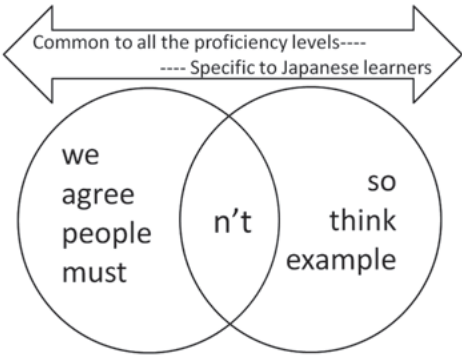 Common to all the proficiency levels----
---- Specific to Japanese learners
we
agree
people
must
n't
so
think
example